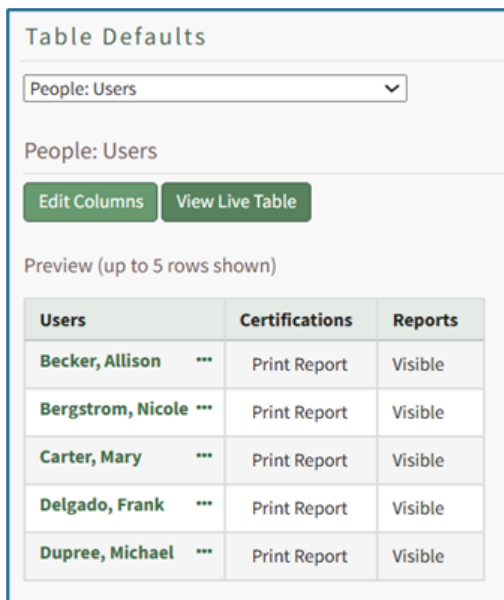 Table Defaults
People: Users
People: Users
Edit Columns View Live Table
Preview (up to 5 rows shown)
Users Certifications Reports
Becker, Allison ••• Print Report Visible
Bergstrom, Nicole ••• Print Report Visible
Carter, Mary ••• Print Report Visible
Delgado, Frank ••• Print Report Visible
Dupree, Michael ••• Print Report Visible